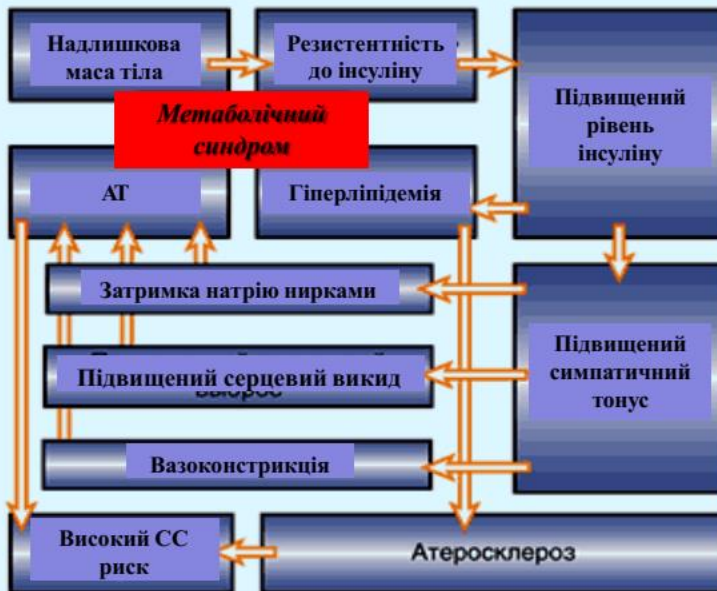 Надлишкова
маса тіла
Резистентність
до інсуліну
Підвищений
рівень
інсуліну
Метаболічний
синдром
АТ
Гіперліпідемія
Затримка натрію нирками
Підвищений
симпатичний
тонус
Підвищений серцевий викид
Вазоконстрикція
Високий СС
риск
Атеросклероз